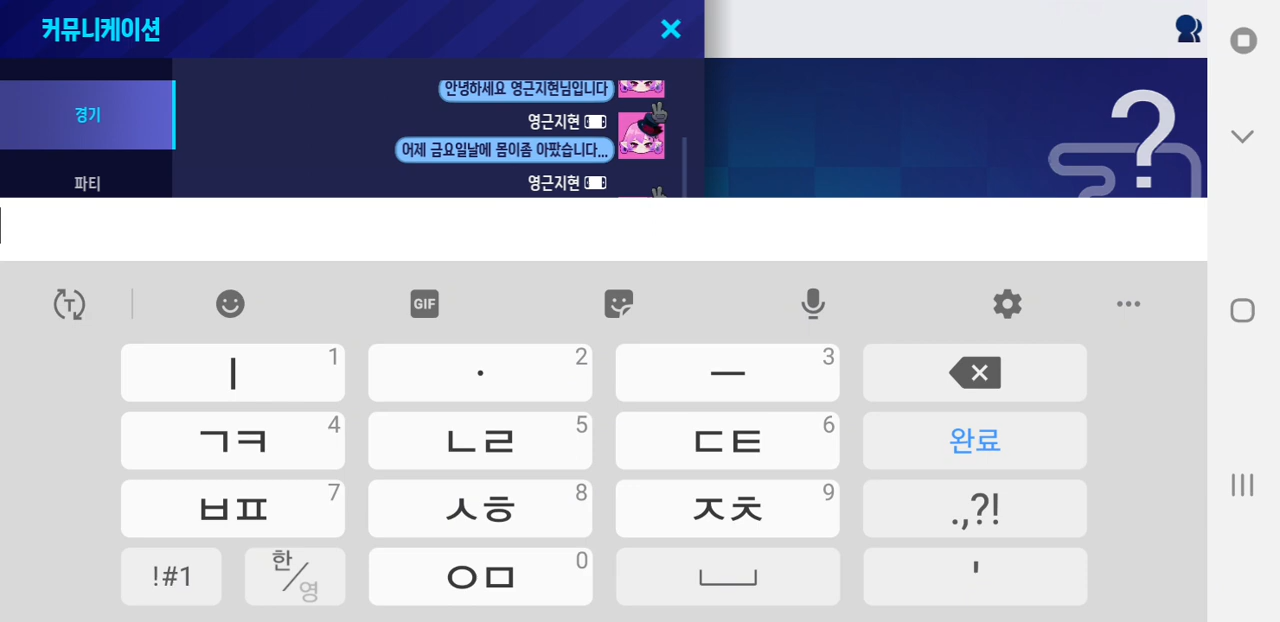 커뮤니케이션
경기
안녕하세요 영근지현님입니다
영근지현
어제 금요일날에 몸이좀 아팠습니다...
파티
영근지현
?
GIF
ㅣ 1
· 2
ㅡ 3
ㄱㅋ 4
ㄴㄹ 5
ㄷㅌ 6
완료
ㅂㅍ 7
ㅅㅎ 8
ㅈㅊ 9
.,?!
!#1
한/영
ㅇㅁ 0
'